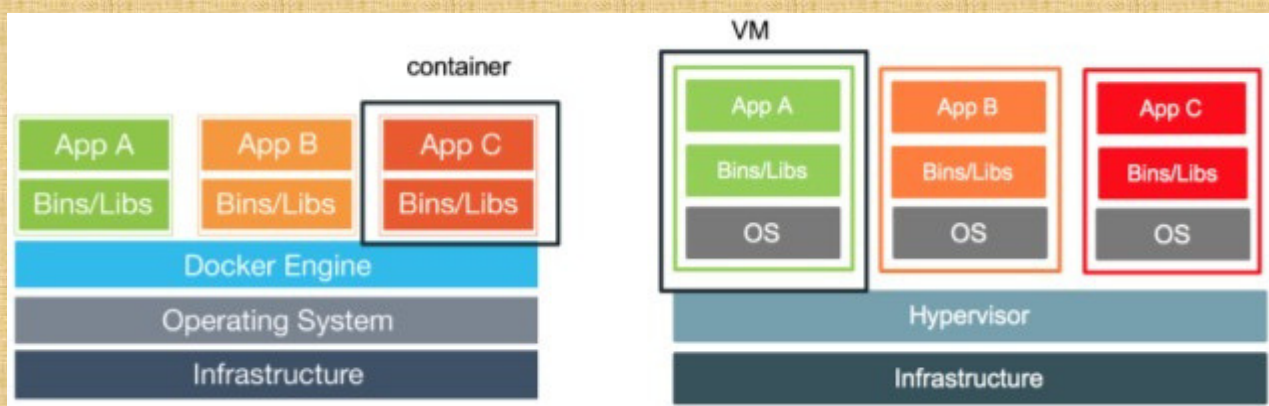 container
App A
App B
App C
Bins/Libs
Bins/Libs
Bins/Libs
Docker Engine
Operating System
Infrastructure
VM
App A
App B
App C
Bins/Libs
Bins/Libs
Bins/Libs
OS
OS
OS
Hypervisor
Infrastructure